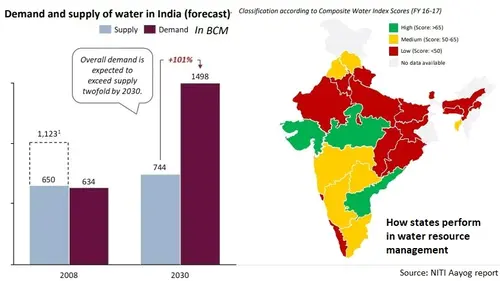 Demand and supply of water in India (forecast)
Supply
Demand
In BCM
Overall demand is
expected to
exceed supply
twofold by 2030.
+101%
1498
1,123¹
650
634
744
2008
2030
Classification according to Composite Water Index Scores (FY 16-17)
High (Score: >65)
Medium (Score: 50-65)
Low (Score: <50)
No data available
How states perform
in water resource
management
Source: NITI Aayog report